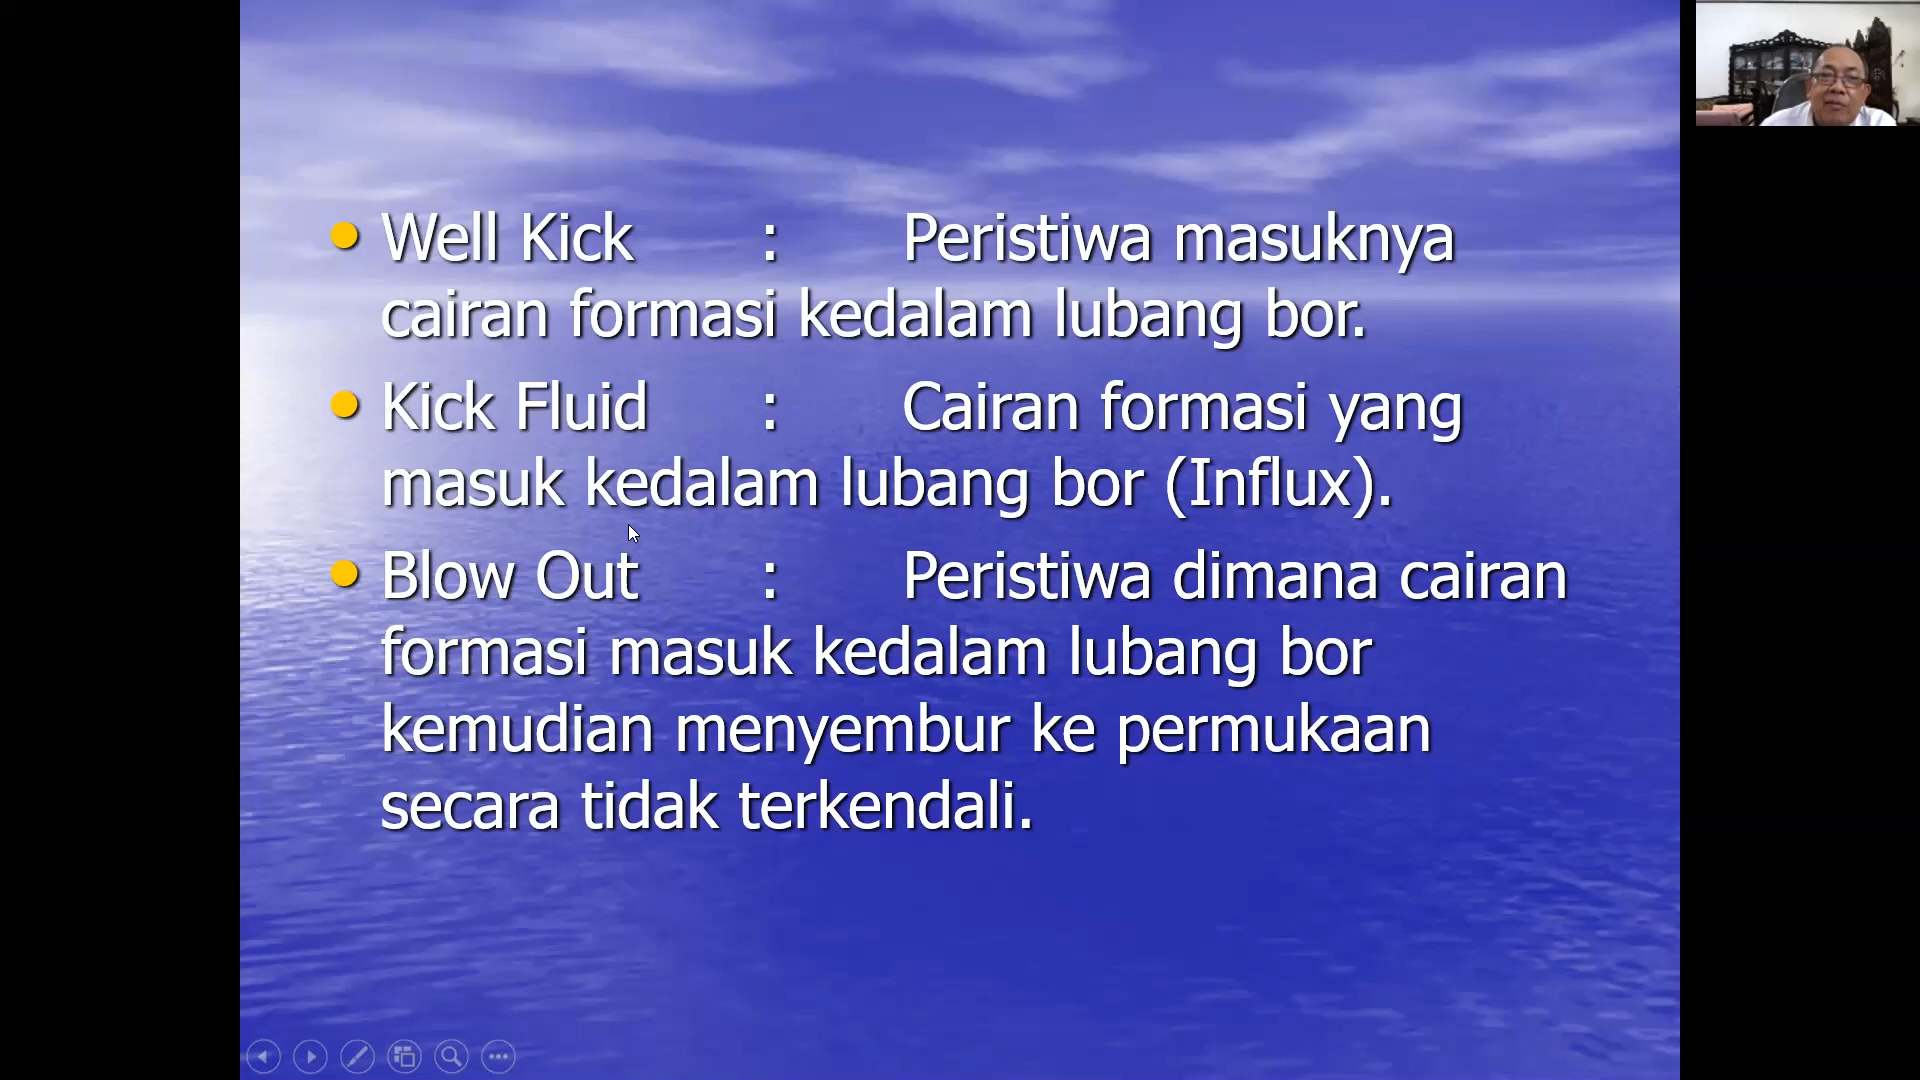 Well Kick : Peristiwa masuknya
cairan formasi kedalam lubang bor.
Kick Fluid : Cairan formasi yang
masuk kedalam lubang bor (Influx).
Blow Out : Peristiwa dimana cairan
formasi masuk kedalam lubang bor
kemudian menyembur ke permukaan
secara tidak terkendali.